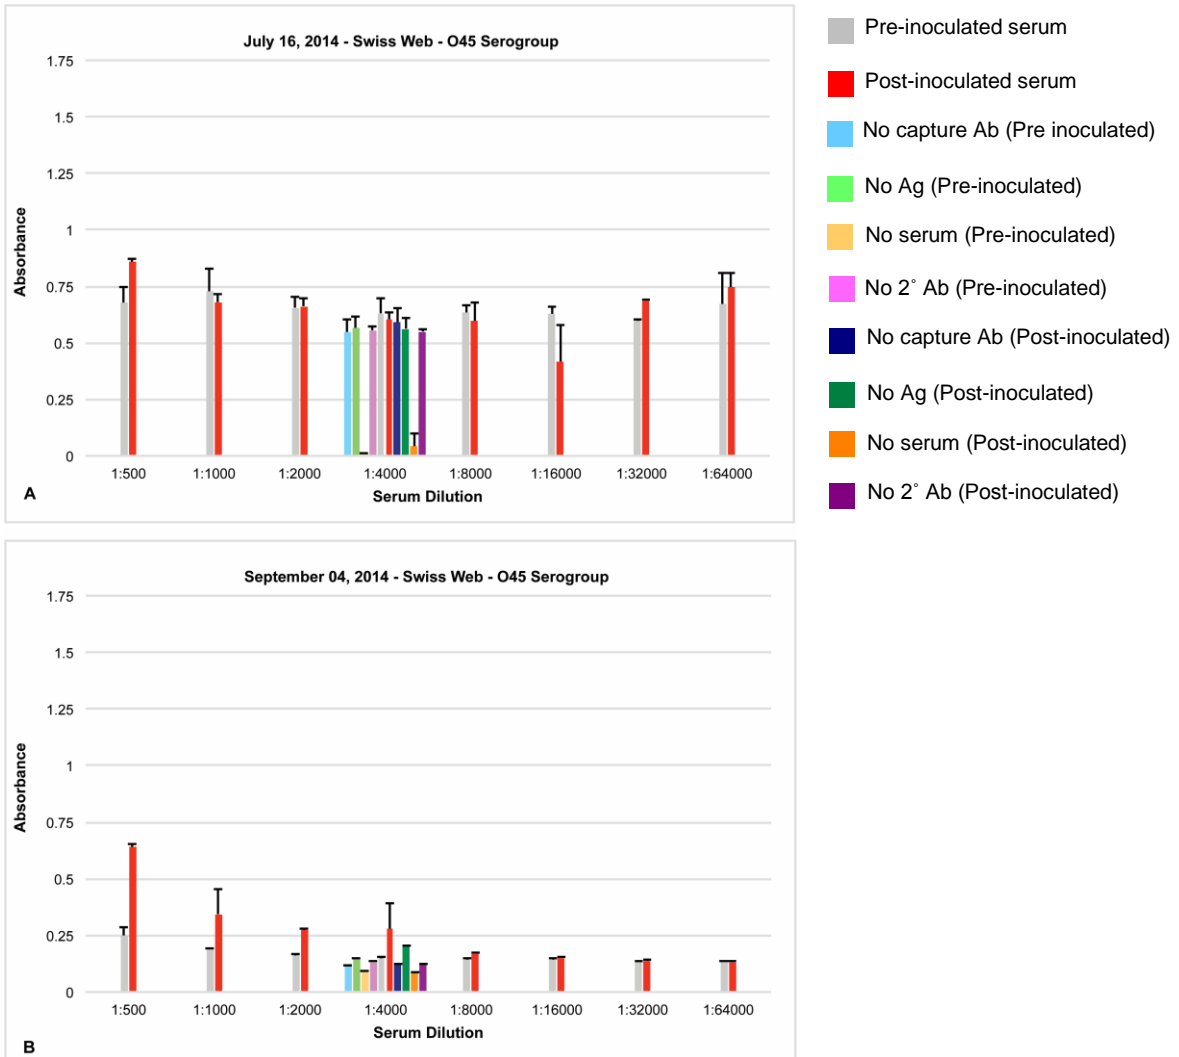 July 16, 2014 - Swiss Web - O45 Serogroup
1.75
1.5
1.25
1
0.75
0.5
0.25
0
Absorbance
1:500 1:1000 1:2000 1:4000 1:8000 1:16000 1:32000 1:64000
Serum Dilution
A
Pre-inoculated serum
Post-inoculated serum
No capture Ab (Pre inoculated)
No Ag (Pre-inoculated)
No serum (Pre-inoculated)
No 2˚ Ab (Pre-inoculated)
No capture Ab (Post-inoculated)
No Ag (Post-inoculated)
No serum (Post-inoculated)
No 2˚ Ab (Post-inoculated)
September 04, 2014 - Swiss Web - O45 Serogroup
1.75
1.5
1.25
1
0.75
0.5
0.25
0
Absorbance
1:500 1:1000 1:2000 1:4000 1:8000 1:16000 1:32000 1:64000
Serum Dilution
B